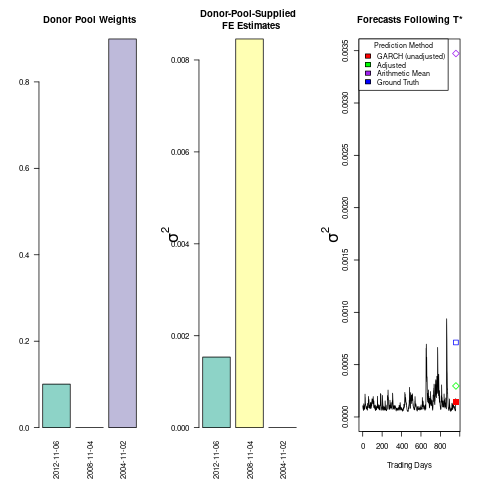 Donor Pool Weights
0.0
0.2
0.4
0.6
0.8
2012-11-06
2008-11-04
2004-11-02
Donor-Pool-Supplied
FE Estimates
σ2
0.000
0.002
0.004
0.006
0.008
2012-11-06
2008-11-04
2004-11-02
Forecasts Following T*
σ2
0.0000
0.0005
0.0010
0.0015
0.0020
0.0025
0.0030
0.0035
Prediction Method
GARCH (unadjusted)
Adjusted
Arithmetic Mean
Ground Truth
0 200 400 600 800
Trading Days